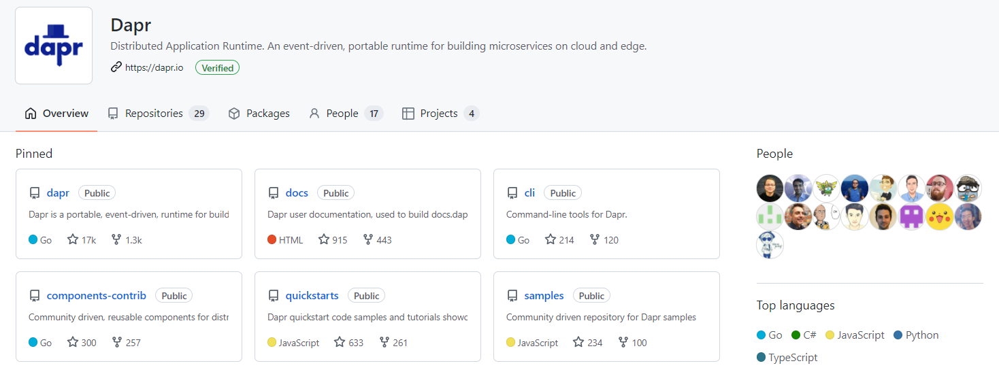 dapr
Dapr
Distributed Application Runtime. An event-driven, portable runtime for building microservices on cloud and edge.
https://dapr.io Verified
Overview Repositories 29 Packages People 17 Projects 4
Pinned
dapr Public
Dapr is a portable, event-driven, runtime for build
Go 17k 1.3k
docs Public
Dapr user documentation, used to build docs.dap
HTML 915 443
cli Public
Command-line tools for Dapr.
Go 214 120
components-contrib Public
Community driven, reusable components for distr
Go 300 257
quickstarts Public
Dapr quickstart code samples and tutorials showc
JavaScript 633 261
samples Public
Community driven repository for Dapr samples
JavaScript 234 100
People
Top languages
Go C# JavaScript Python
TypeScript